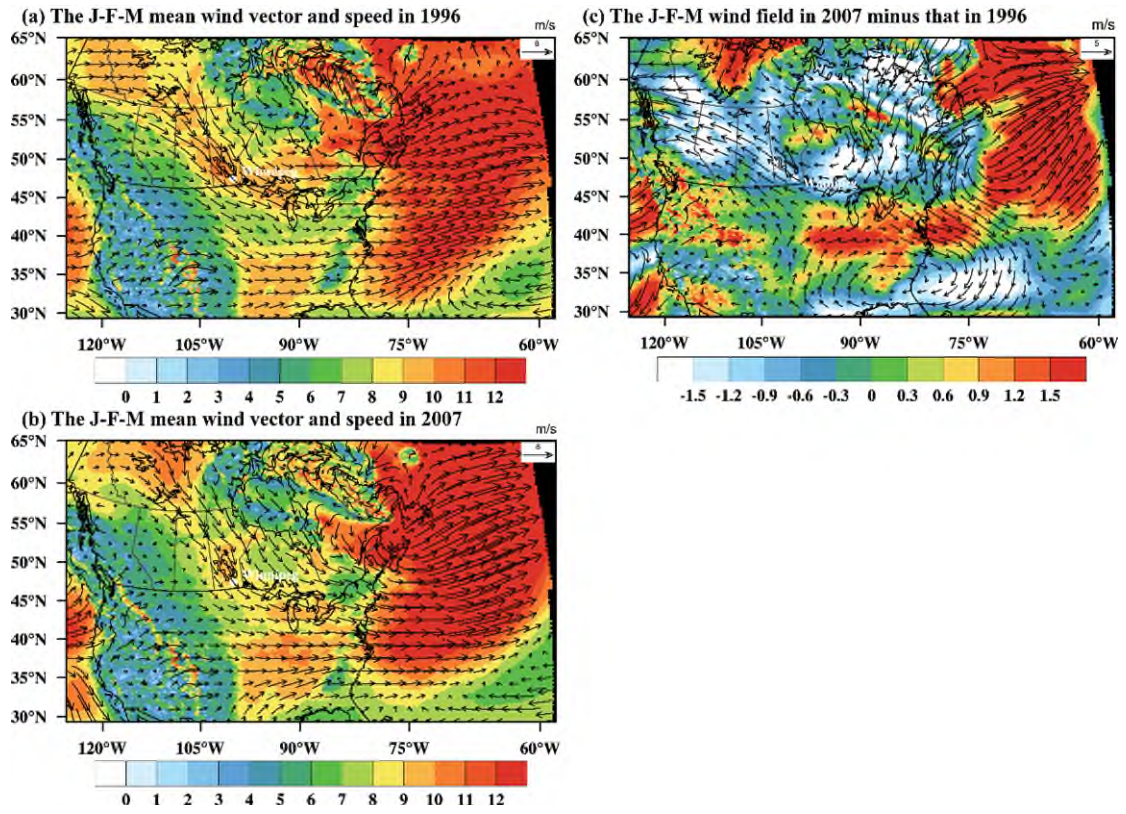 (a) The J-F-M mean wind vector and speed in 1996
m/s
6
65°N
60°N
55°N
50°N
45°N
40°N
35°N
30°N
Winnipeg
120°W 105°W 90°W 75°W 60°W
0 1 2 3 4 5 6 7 8 9 10 11 12
(b) The J-F-M mean wind vector and speed in 2007
m/s
6
65°N
60°N
55°N
50°N
45°N
40°N
35°N
30°N
Winnipeg
120°W 105°W 90°W 75°W 60°W
0 1 2 3 4 5 6 7 8 9 10 11 12
(c) The J-F-M wind field in 2007 minus that in 1996
m/s
5
65°N
60°N
55°N
50°N
45°N
40°N
35°N
30°N
Winnipeg
120°W 105°W 90°W 75°W 60°W
-1.5 -1.2 -0.9 -0.6 -0.3 0 0.3 0.6 0.9 1.2 1.5